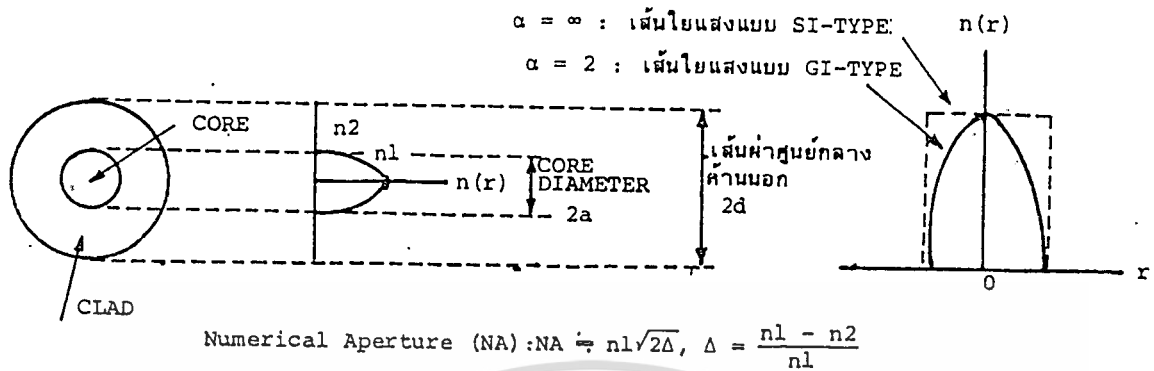 α = ∞ : เส้นใยแสงแบบ SI-TYPE
n(r)
α = 2 : เส้นใยแสงแบบ GI-TYPE
CORE
n2
n1
n(r)
CORE
DIAMETER
2a
เส้นผ่าศูนย์กลาง
ด้านนอก
2d
r
0
CLAD
Numerical Aperture (NA):NA ≒ n1√2Δ, Δ = (n1 - n2)/n1